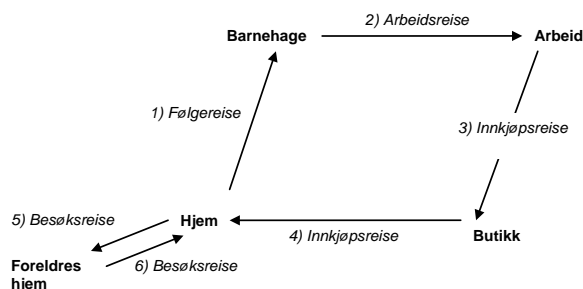 2) Arbeidsreise
Barnehage
Arbeid
1) Følgereise
3) Innkjøpsreise
5) Besøksreise
Hjem
4) Innkjøpsreise
Butikk
Foreldres
hjem
6) Besøksreise